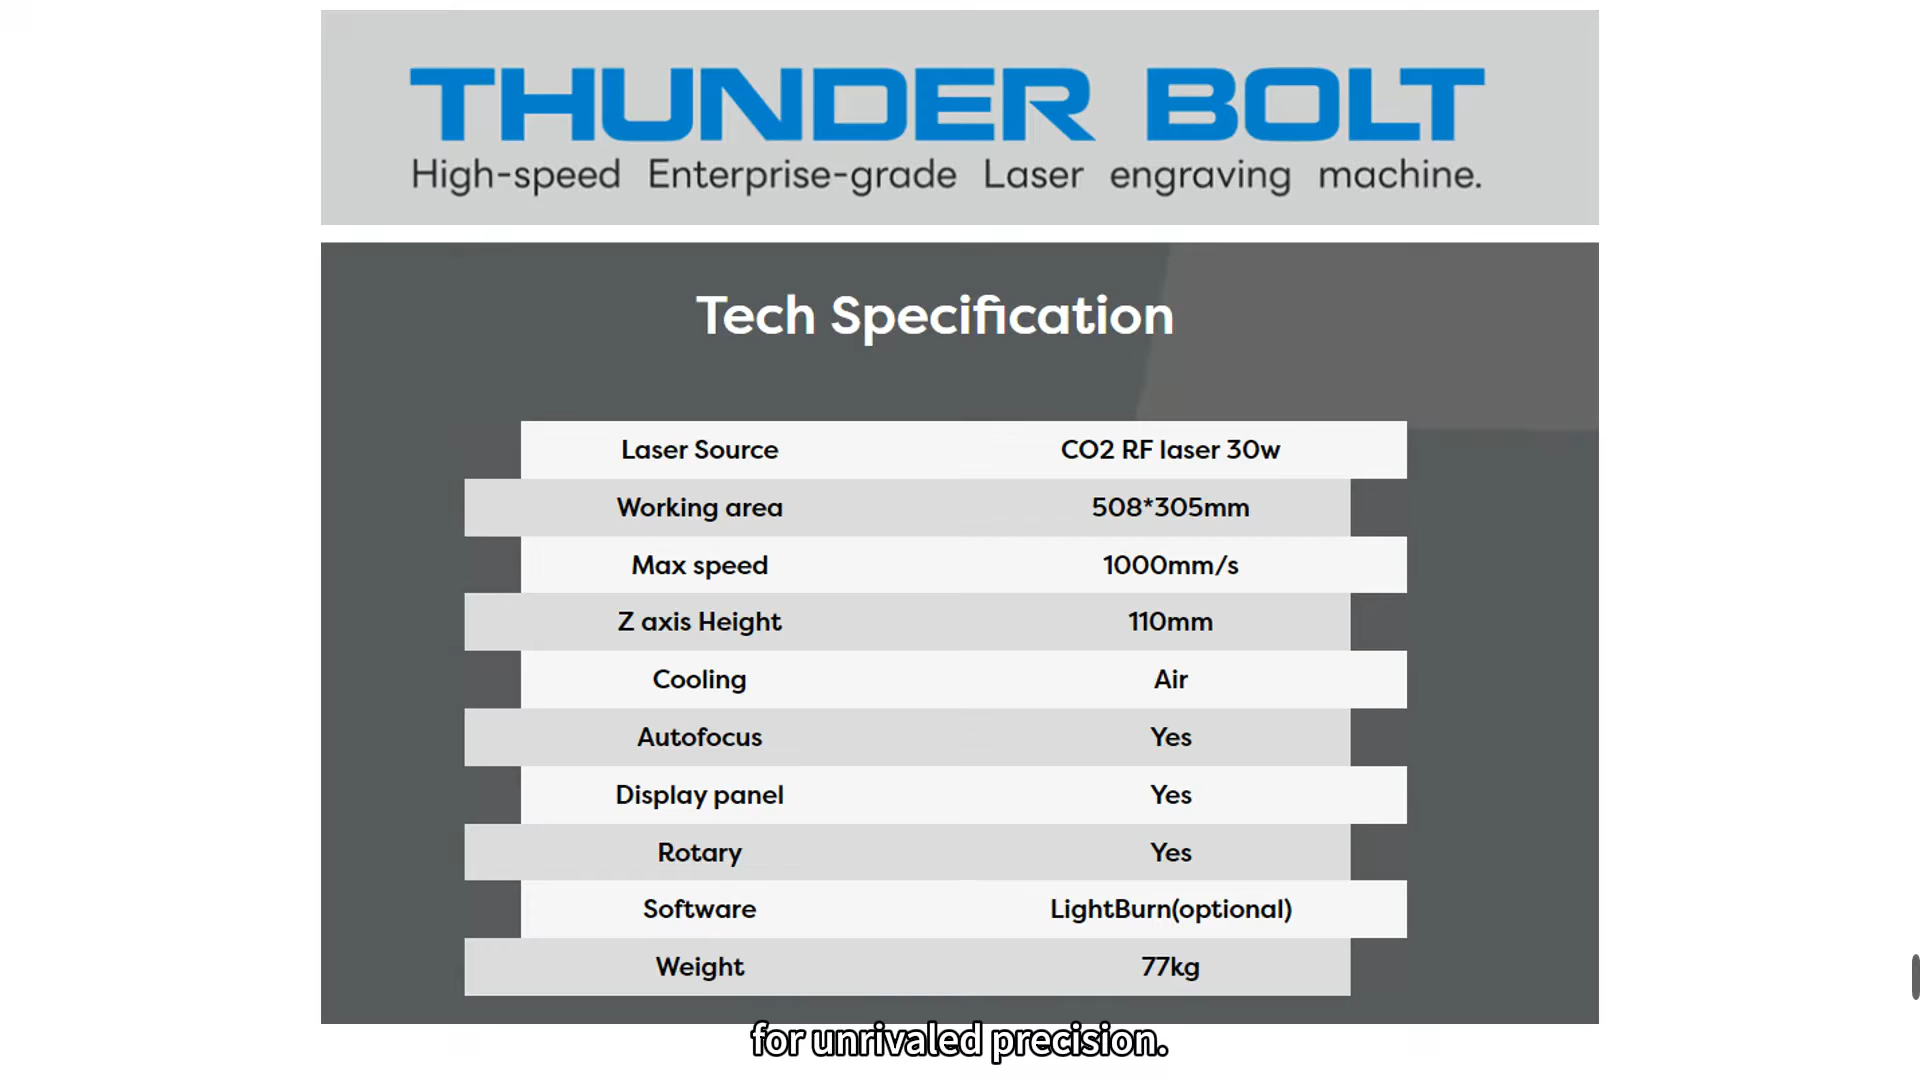 THUNDER BOLT
High-speed Enterprise-grade Laser engraving machine.
Tech Specification
Laser Source CO2 RF laser 30w
Working area 508*305mm
Max speed 1000mm/s
Z axis Height 110mm
Cooling Air
Autofocus Yes
Display panel Yes
Rotary Yes
Software LightBurn(optional)
Weight 77kg
for unrivaled precision.